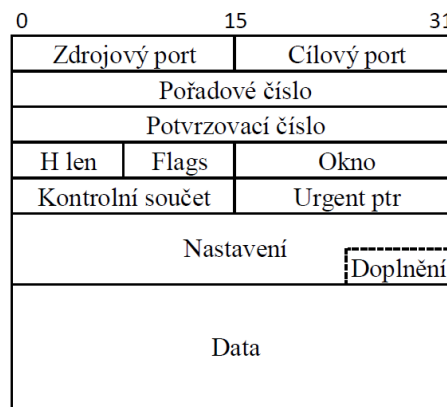 0 15 31
Zdrojový port Cílový port
Pořadové číslo
Potvrzovací číslo
H len Flags Okno
Kontrolní součet Urgent ptr
Nastavení
Doplnění
Data